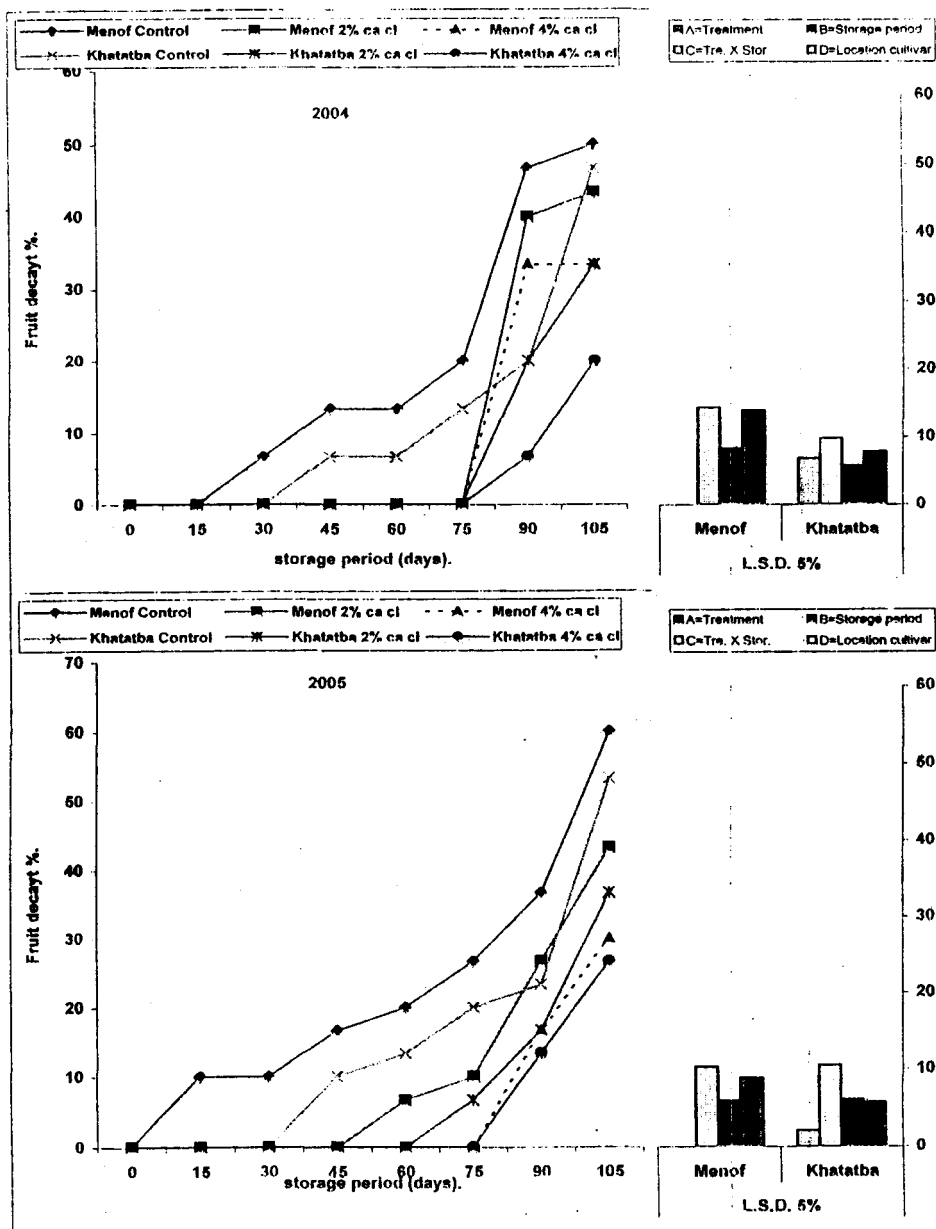 Menof Control Menof 2% ca cl Menof 4% ca cl
Khatatba Control Khatatba 2% ca cl Khatatba 4% ca cl
A=Treatment B=Storage period
C=Tre. X Stor. D=Location cultivar
2004
Fruit decayt %.
60
50
40
30
20
10
0
0 15 30 45 60 75 90 105
storage period (days).
60
50
40
30
20
10
0
Menof Khatatba
L.S.D. 5%
Menof Control Menof 2% ca cl Menof 4% ca cl
Khatatba Control Khatatba 2% ca cl Khatatba 4% ca cl
A=Treatment B=Storage period
C=Tre. X Stor. D=Location cultivar
2005
Fruit decayt %.
70
60
50
40
30
20
10
0
0 15 30 45 60 75 90 105
storage period (days).
60
50
40
30
20
10
0
Menof Khatatba
L.S.D. 5%